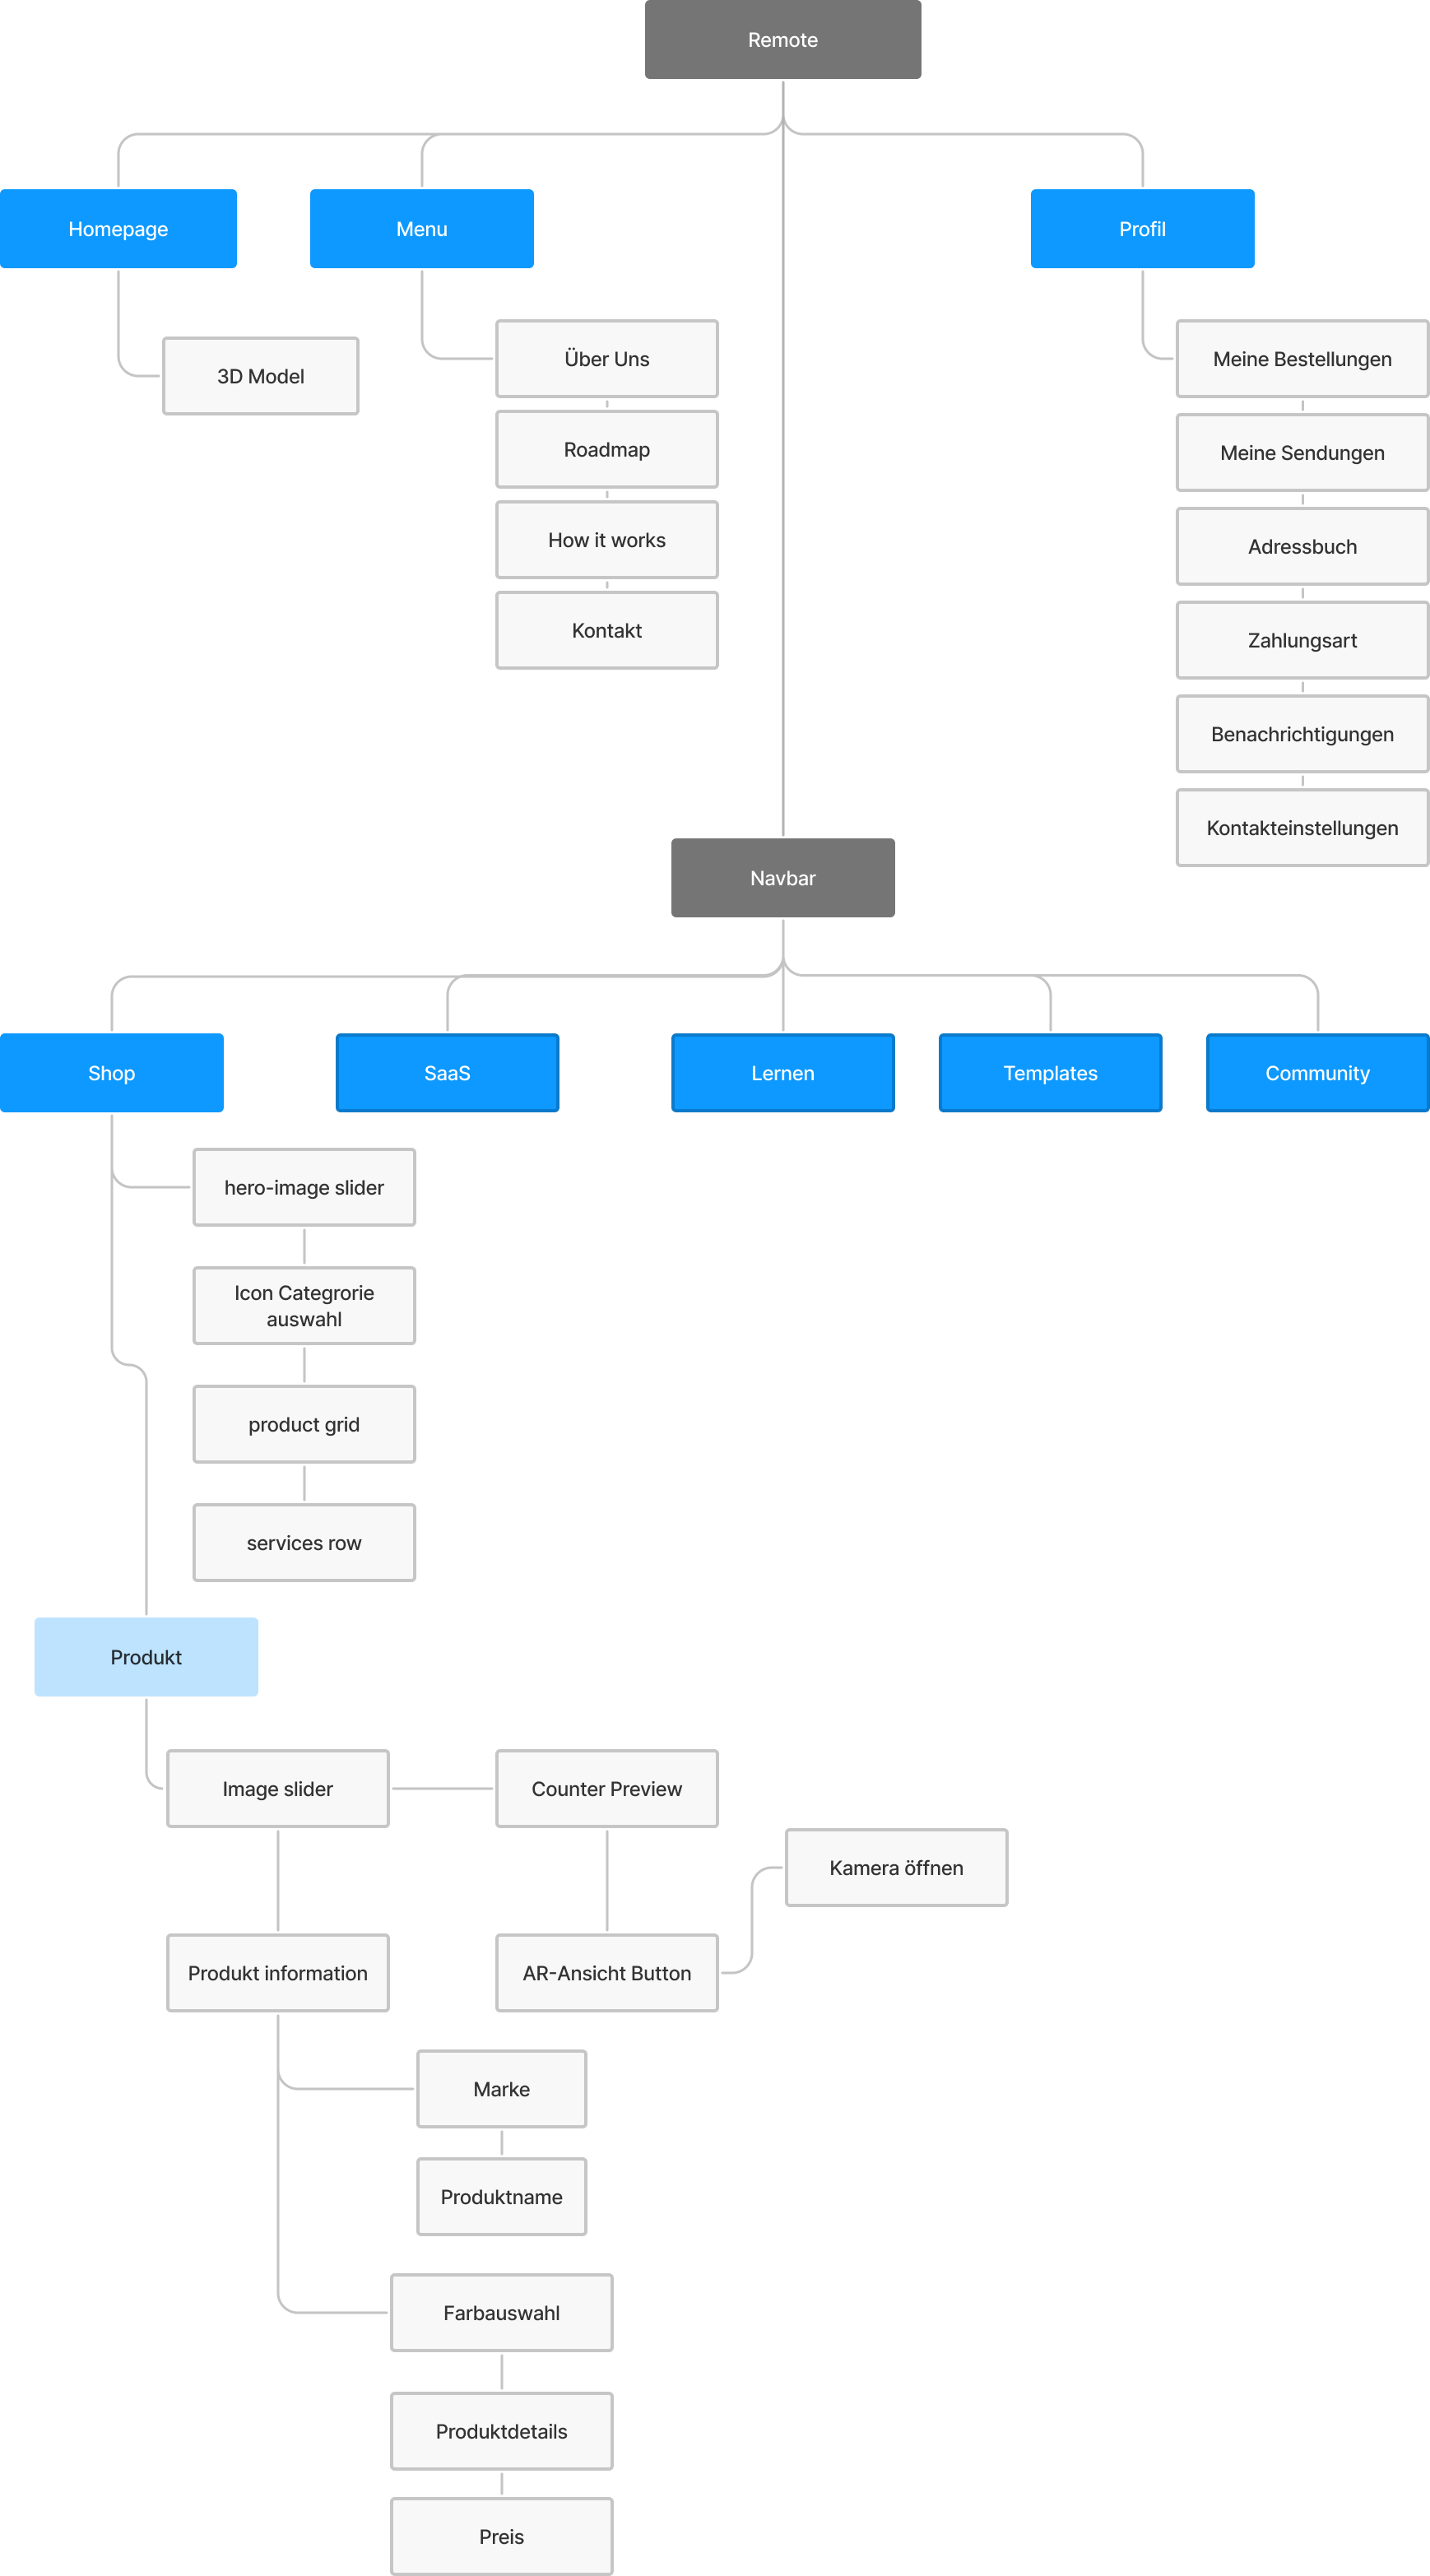 Remote
Homepage
Menu
Profil
3D Model
Über Uns
Roadmap
How it works
Kontakt
Meine Bestellungen
Meine Sendungen
Adressbuch
Zahlungsart
Benachrichtigungen
Kontakteinstellungen
Navbar
Shop
SaaS
Lernen
Templates
Community
hero-image slider
Icon Categrorie
auswahl
product grid
services row
Produkt
Image slider
Counter Preview
Kamera öffnen
Produkt information
AR-Ansicht Button
Marke
Produktname
Farbauswahl
Produktdetails
Preis